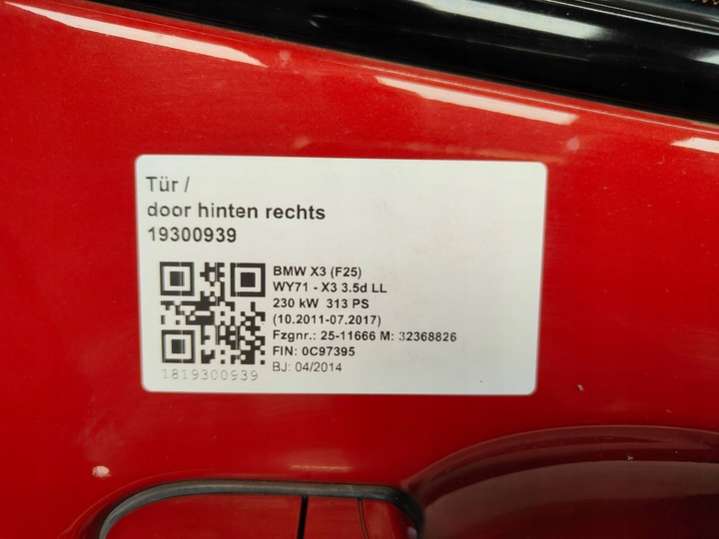 Tür /
door hinten rechts
19300939
BMW X3 (F25)
WY71 - X3 3.5d LL
230 kW 313 PS
(10.2011-07.2017)
Fzgnr.: 25-11666 M: 32368826
FIN: 0C97395
BJ: 04/2014
1819300939